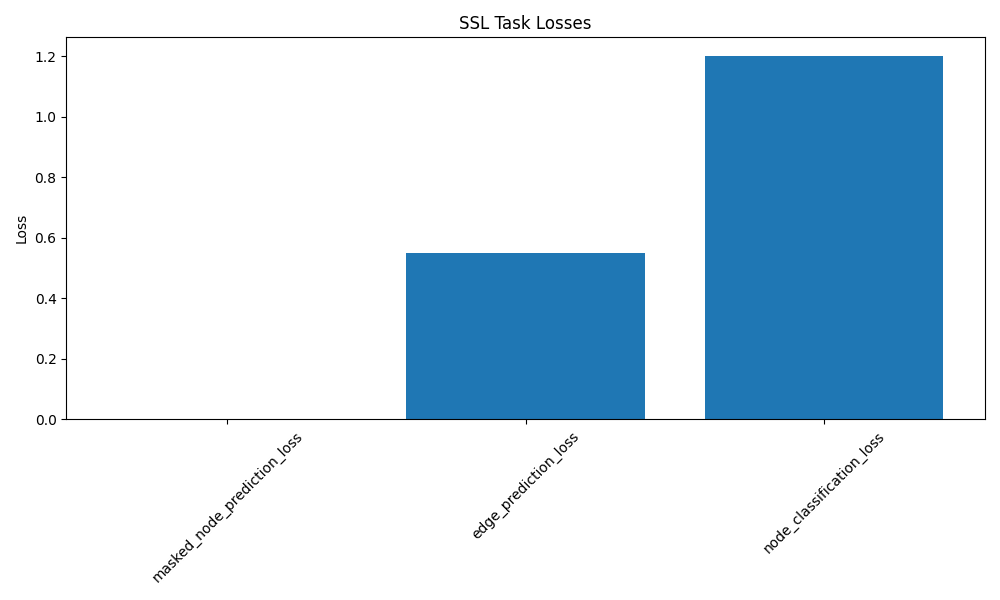 SSL Task Losses
Loss
1.2
1.0
0.8
0.6
0.4
0.2
0.0
masked_node_prediction_loss
edge_prediction_loss
node_classification_loss